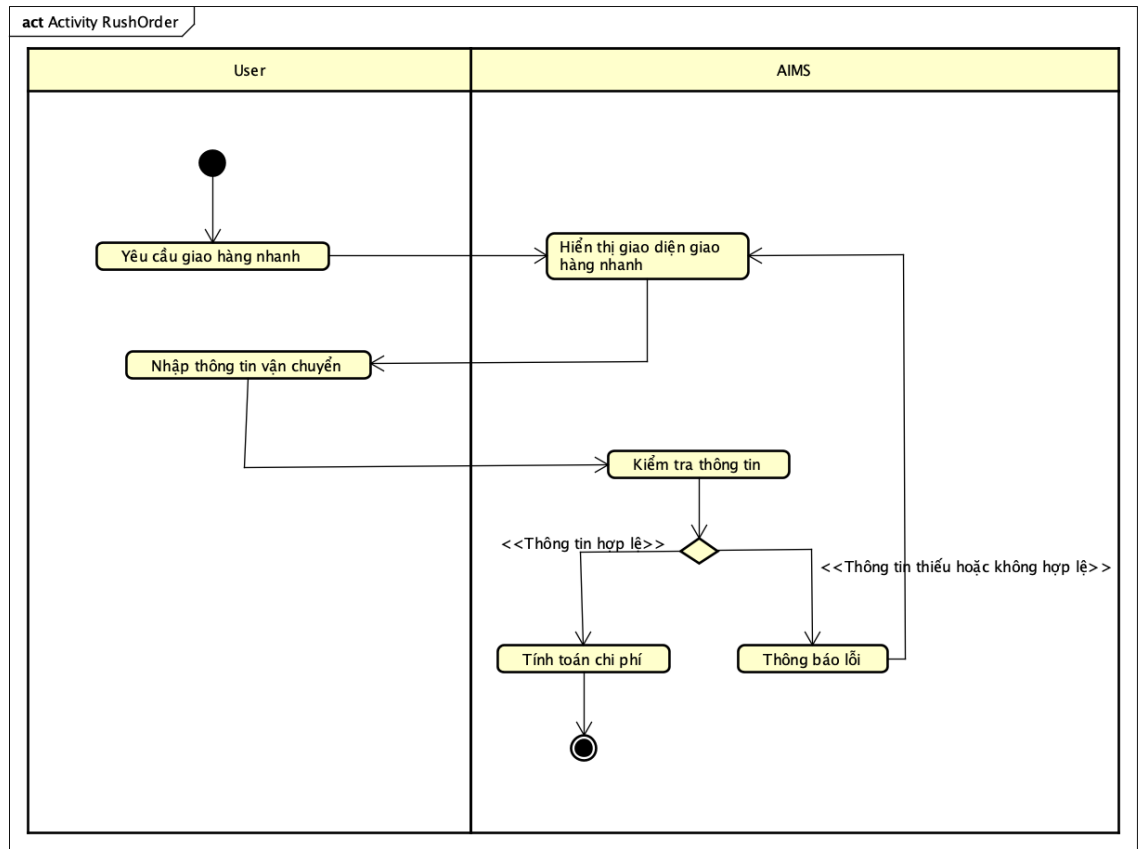 act Activity RushOrder
User
AIMS
Yêu cầu giao hàng nhanh
Hiển thị giao diện giao
hàng nhanh
Nhập thông tin vận chuyển
Kiểm tra thông tin
<<Thông tin hợp lệ>>
<<Thông tin thiếu hoặc không hợp lệ>>
Tính toán chi phí
Thông báo lỗi